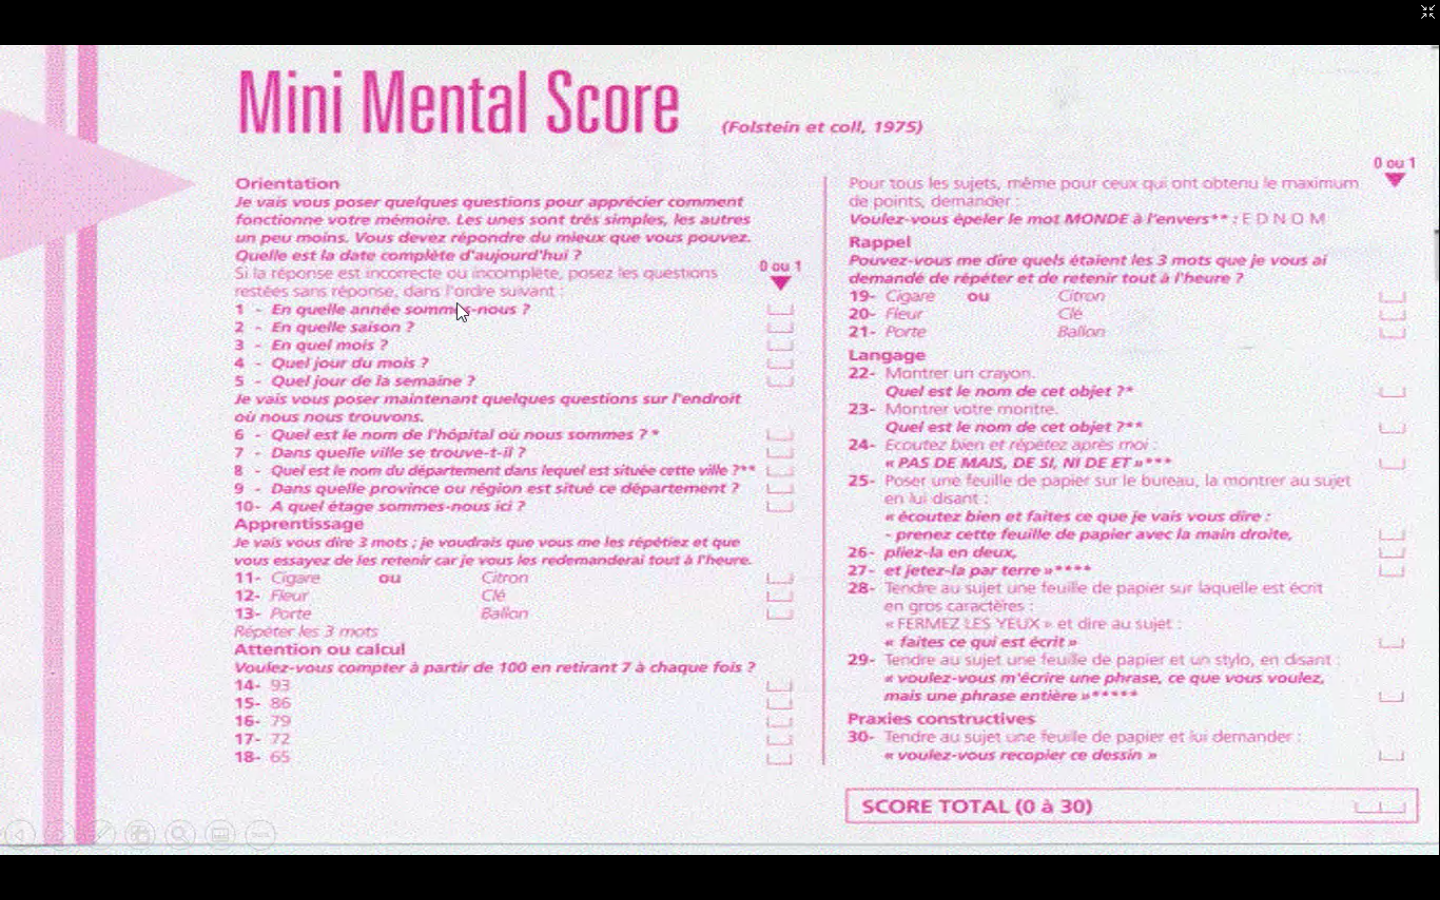 Mini Mental Score
(Folstein et coll, 1975)
Orientation
Je vais vous poser quelques questions pour apprécier comment
fonctionne votre mémoire. Les unes sont très simples, les autres
un peu moins. Vous devez répondre du mieux que vous pouvez.
Quelle est la date complète d'aujourd'hui ?
Si la réponse est incorrecte ou incomplète, posez les questions
restées sans réponse, dans l'ordre suivant :
0 ou 1
1 - En quelle année sommes-nous ?
2 - En quelle saison ?
3 - En quel mois ?
4 - Quel jour du mois ?
5 - Quel jour de la semaine ?
Je vais vous poser maintenant quelques questions sur l'endroit
où nous nous trouvons.
6 - Quel est le nom de l'hôpital où nous sommes ? *
7 - Dans quelle ville se trouve-t-il ?
8 - Quel est le nom du département dans lequel est située cette ville ?**
9 - Dans quelle province ou région est situé ce département ?
10- A quel étage sommes-nous ici ?
Apprentissage
Je vais vous dire 3 mots ; je voudrais que vous me les répétiez et que
vous essayez de les retenir car je vous les redemanderai tout à l'heure.
11- Cigare ou Citron
12- Fleur Clé
13- Porte Ballon
Répéter les 3 mots
Attention ou calcul
Voulez-vous compter à partir de 100 en retirant 7 à chaque fois ?
14- 93
15- 86
16- 79
17- 72
18- 65
0 ou 1
Pour tous les sujets, même pour ceux qui ont obtenu le maximum
de points, demander :
Voulez-vous épeler le mot MONDE à l'envers** : E D N O M
Rappel
Pouvez-vous me dire quels étaient les 3 mots que je vous ai
demandé de répéter et de retenir tout à l'heure ?
19- Cigare ou Citron
20- Fleur Clé
21- Porte Ballon
Langage
22- Montrer un crayon.
Quel est le nom de cet objet ?*
23- Montrer votre montre.
Quel est le nom de cet objet ?**
24- Ecoutez bien et répétez après moi :
« PAS DE MAIS, DE SI, NI DE ET »***
25- Poser une feuille de papier sur le bureau, la montrer au sujet
en lui disant :
« écoutez bien et faites ce que je vais vous dire :
- prenez cette feuille de papier avec la main droite,
26- pliez-la en deux,
27- et jetez-la par terre »****
28- Tendre au sujet une feuille de papier sur laquelle est écrit
en gros caractères :
« FERMEZ LES YEUX » et dire au sujet :
« faites ce qui est écrit »
29- Tendre au sujet une feuille de papier et un stylo, en disant :
« voulez-vous m'écrire une phrase, ce que vous voulez,
mais une phrase entière »*****
Praxies constructives
30- Tendre au sujet une feuille de papier et lui demander :
« voulez-vous recopier ce dessin »
SCORE TOTAL (0 à 30)